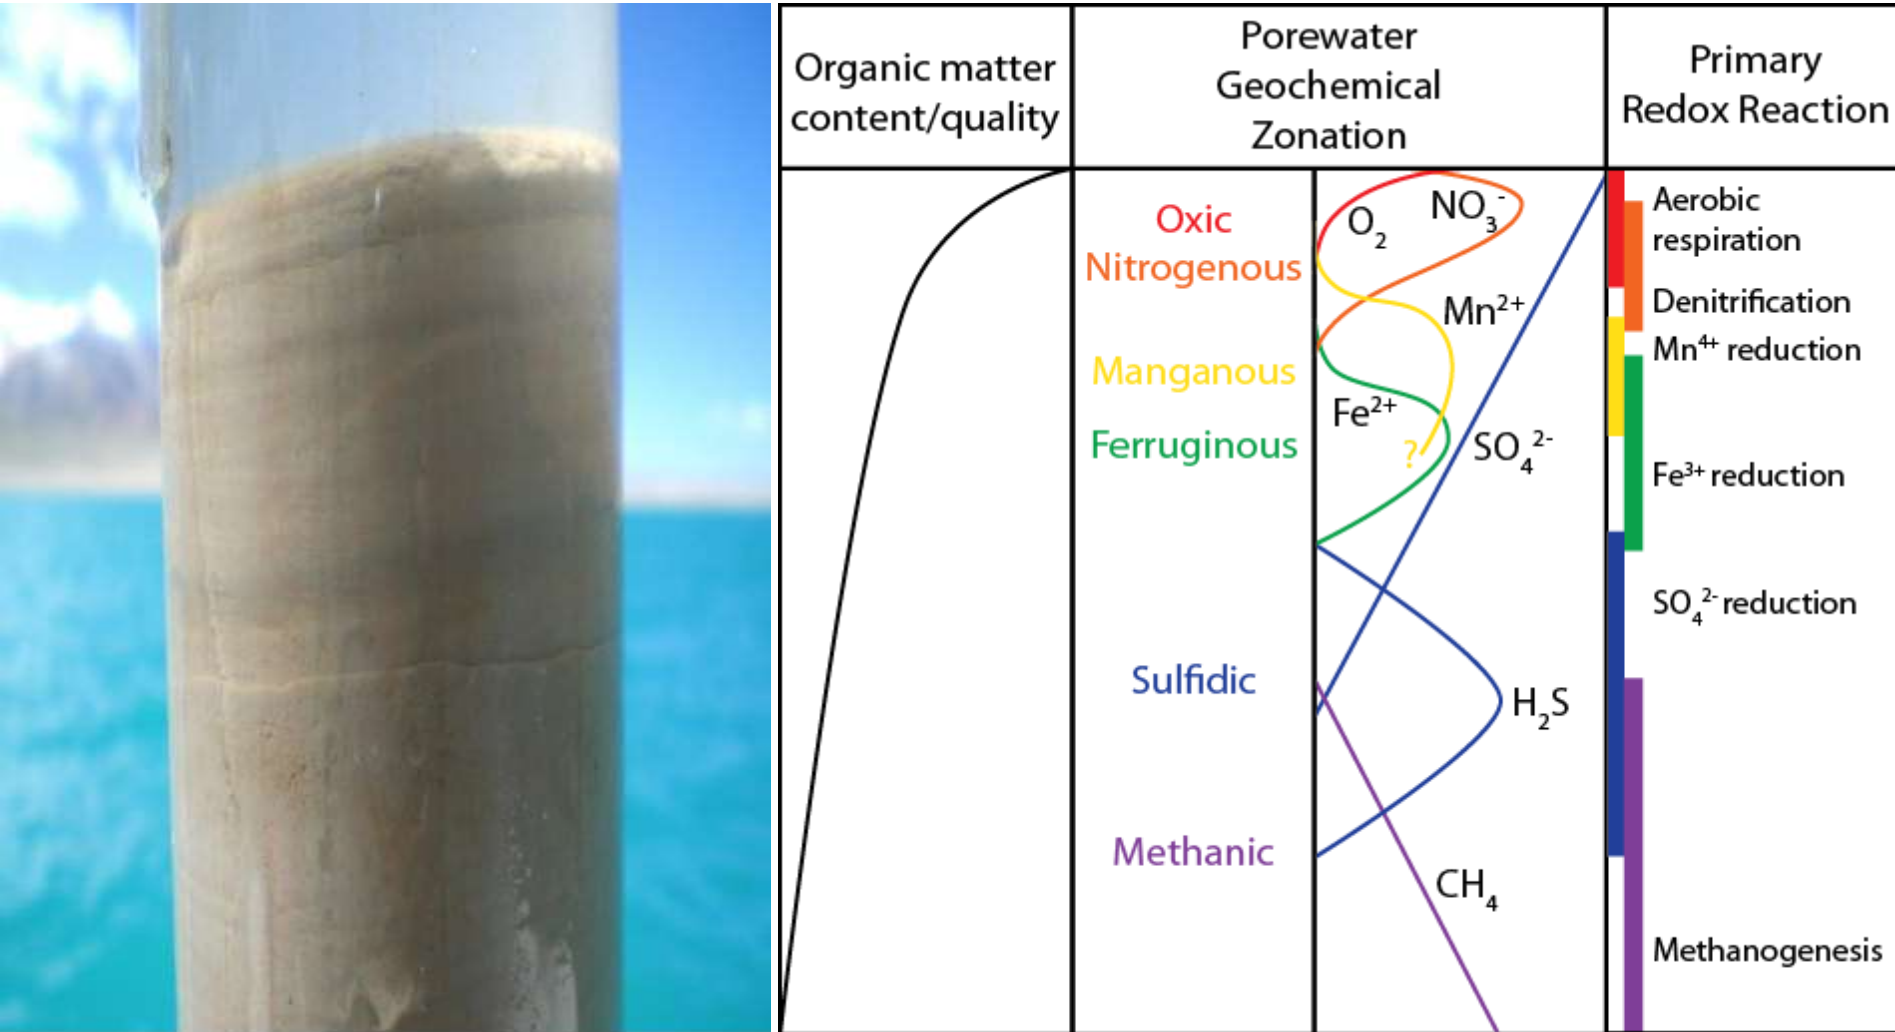 Organic matter
content/quality
Porewater
Geochemical
Zonation
Primary
Redox Reaction
Oxic
Nitrogenous
Manganous
Ferruginous
Sulfidic
Methanic
O₂
NO₃⁻
Mn²⁺
Fe²⁺
?
SO₄²⁻
H₂S
CH₄
Aerobic
respiration
Denitrification
Mn⁴⁺ reduction
Fe³⁺ reduction
SO₄²⁻ reduction
Methanogenesis